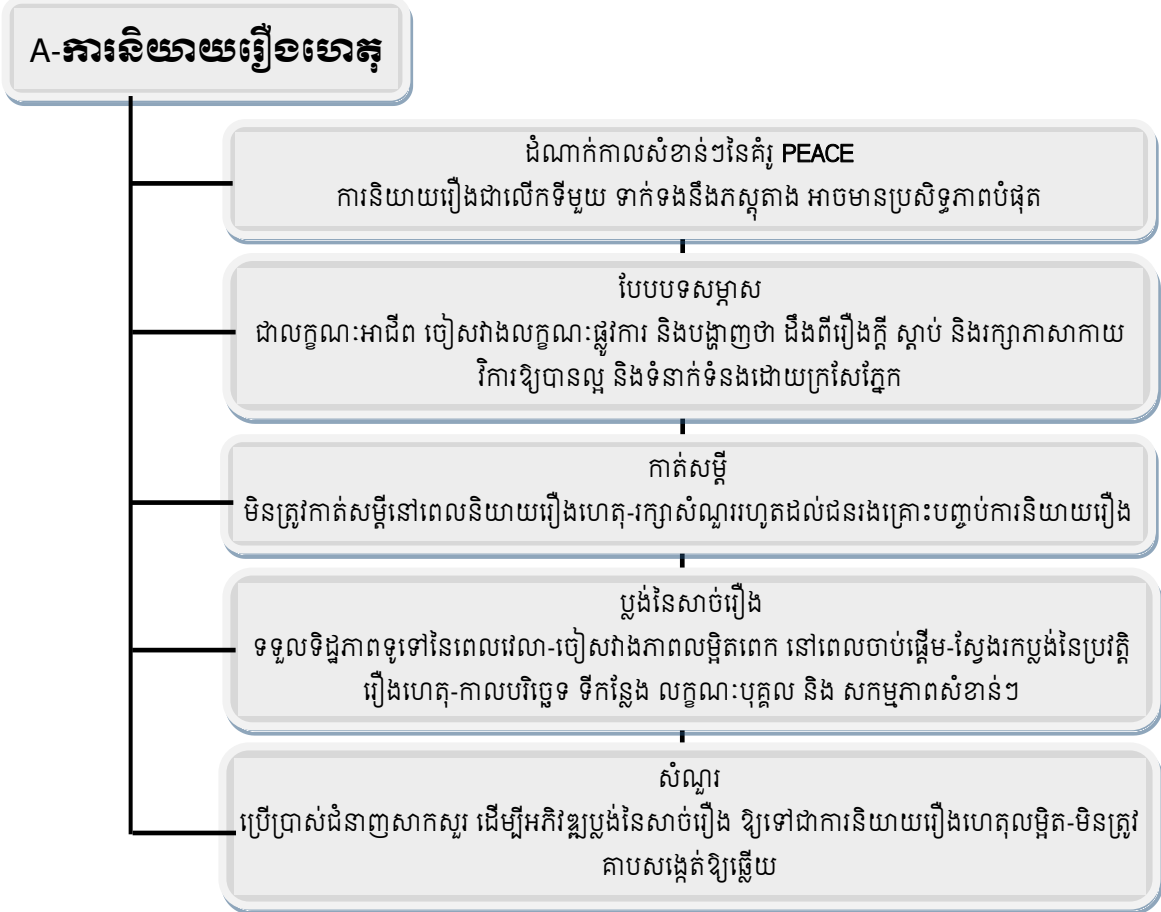 A-ការនិយាយរឿងហេតុ
ដំណាក់កាលសំខាន់ៗនៃគំរូ PEACE
ការនិយាយរឿងជាលើកទីមួយ ទាក់ទងនឹងភស្តុតាង អាចមានប្រសិទ្ធភាពបំផុត
បែបបទសម្ភាស
ជាលក្ខណៈអាជីព ចៀសវាងលក្ខណៈផ្លូវការ និងបង្ហាញថា ដឹងពីរឿងក្តី ស្តាប់ និងរក្សាភាសាកាយ
វិការឱ្យបានល្អ និងទំនាក់ទំនងដោយក្រសែភ្នែក
កាត់សម្តី
មិនត្រូវកាត់សម្តីនៅពេលនិយាយរឿងហេតុ-រក្សាសំណួររហូតដល់ជនរងគ្រោះបញ្ចប់ការនិយាយរឿង
ប្លង់នៃសាច់រឿង
ទទួលទិដ្ឋភាពទូទៅនៃពេលវេលា-ចៀសវាងភាពលម្អិតពេក នៅពេលចាប់ផ្តើម-ស្វែងរកប្លង់នៃប្រវត្តិ
រឿងហេតុ-កាលបរិច្ឆេទ ទីកន្លែង លក្ខណៈបុគ្គល និង សកម្មភាពសំខាន់ៗ
សំណួរ
ប្រើប្រាស់ជំនាញសាកសួរ ដើម្បីអភិវឌ្ឍប្លង់នៃសាច់រឿង ឱ្យទៅជាការនិយាយរឿងហេតុលម្អិត-មិនត្រូវ
គាបសង្កេត់ឱ្យឆ្លើយ